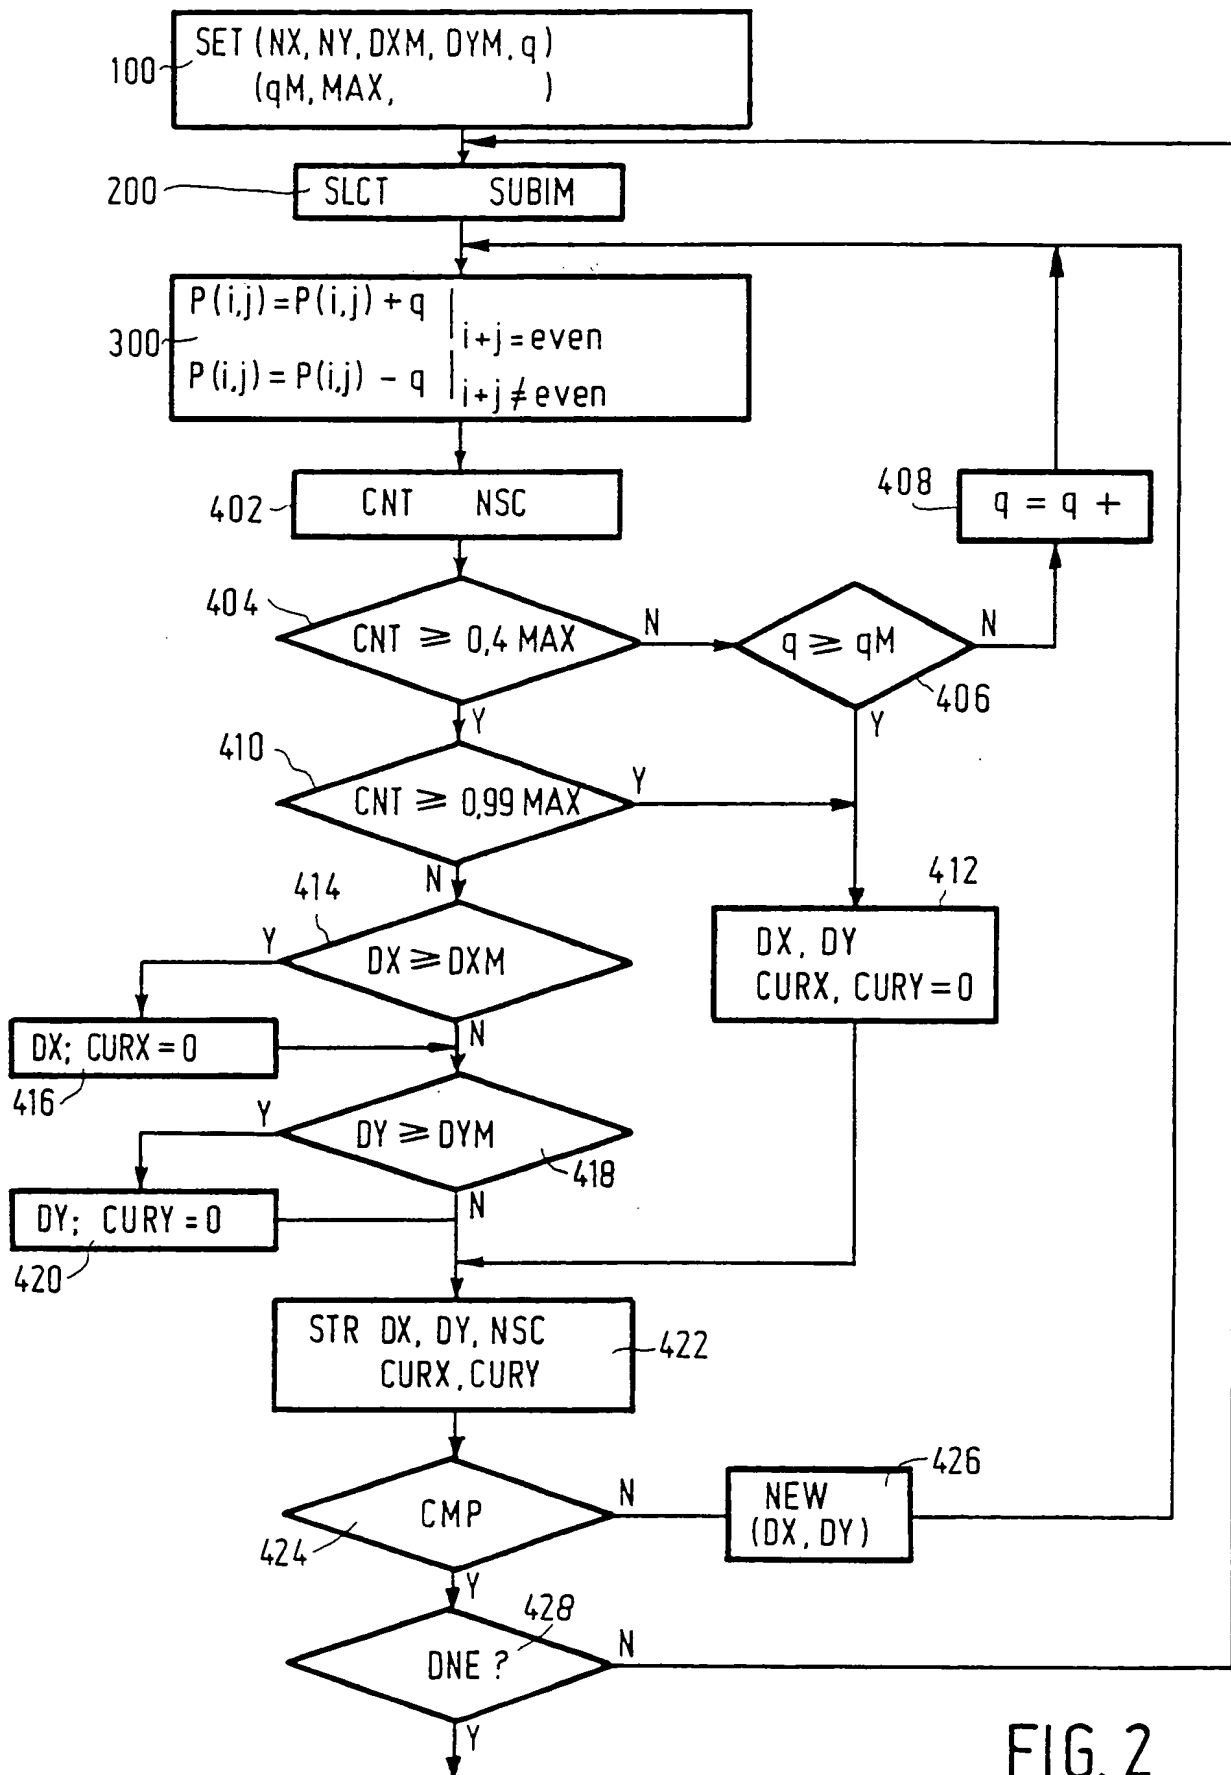 SET (NX, NY, DXM, DYM, q)
100
(qM, MAX, )
200
SLCT SUBIM
P(i,j) = P(i,j) + q
i+j = even
300
P(i,j) = P(i,j) - q
i+j ≠ even
402
CNT NSC
408
q = q +
404
CNT ≥ 0,4 MAX
N
q ≥ qM
N
406
Y
Y
410
CNT ≥ 0,99 MAX
Y
N
414
412
Y
DX ≥ DXM
DX, DY
CURX, CURY = 0
N
DX; CURX = 0
416
Y
DY ≥ DYM
418
N
DY; CURY = 0
420
STR DX, DY, NSC
CURX, CURY
422
CMP
N
426
NEW
(DX, DY)
424
Y
428
DNE ?
N
Y
FIG. 2